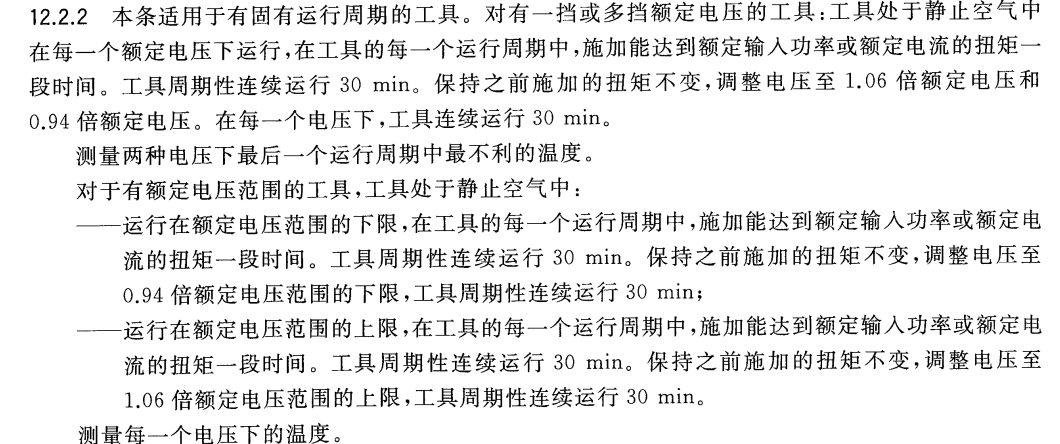 12.2.2 本条适用于有固有运行周期的工具。对有一挡或多挡额定电压的工具:工具处于静止空气中
在每一个额定电压下运行,在工具的每一个运行周期中,施加能达到额定输入功率或额定电流的扭矩一
段时间。工具周期性连续运行 30 min。保持之前施加的扭矩不变,调整电压至 1.06 倍额定电压和
0.94 倍额定电压。在每一个电压下,工具连续运行 30 min。
测量两种电压下最后一个运行周期中最不利的温度。
对于有额定电压范围的工具,工具处于静止空气中:
——运行在额定电压范围的下限,在工具的每一个运行周期中,施加能达到额定输入功率或额定电
流的扭矩一段时间。工具周期性连续运行 30 min。保持之前施加的扭矩不变,调整电压至
0.94 倍额定电压范围的下限,工具周期性连续运行 30 min;
——运行在额定电压范围的上限,在工具的每一个运行周期中,施加能达到额定输入功率或额定电
流的扭矩一段时间。工具周期性连续运行 30 min。保持之前施加的扭矩不变,调整电压至
1.06 倍额定电压范围的上限,工具周期性连续运行 30 min。
测量每一个电压下的温度。